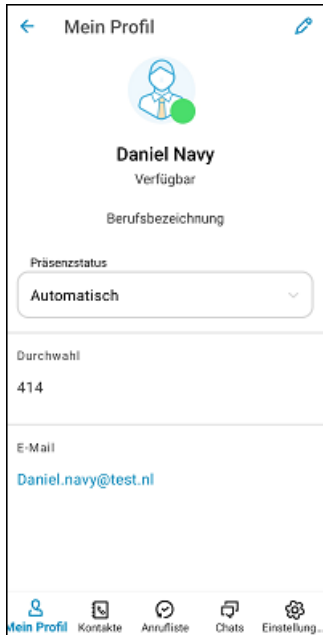 Mein Profil
Daniel Navy
Verfügbar
Berufsbezeichnung
Präsenzstatus
Automatisch
Durchwahl
414
E-Mail
Daniel.navy@test.nl
Mein Profil Kontakte Anrufliste Chats Einstellung...